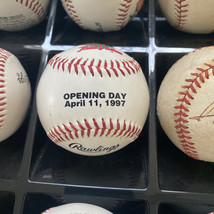 OPENING DAY
April 11, 1997
Rawlings